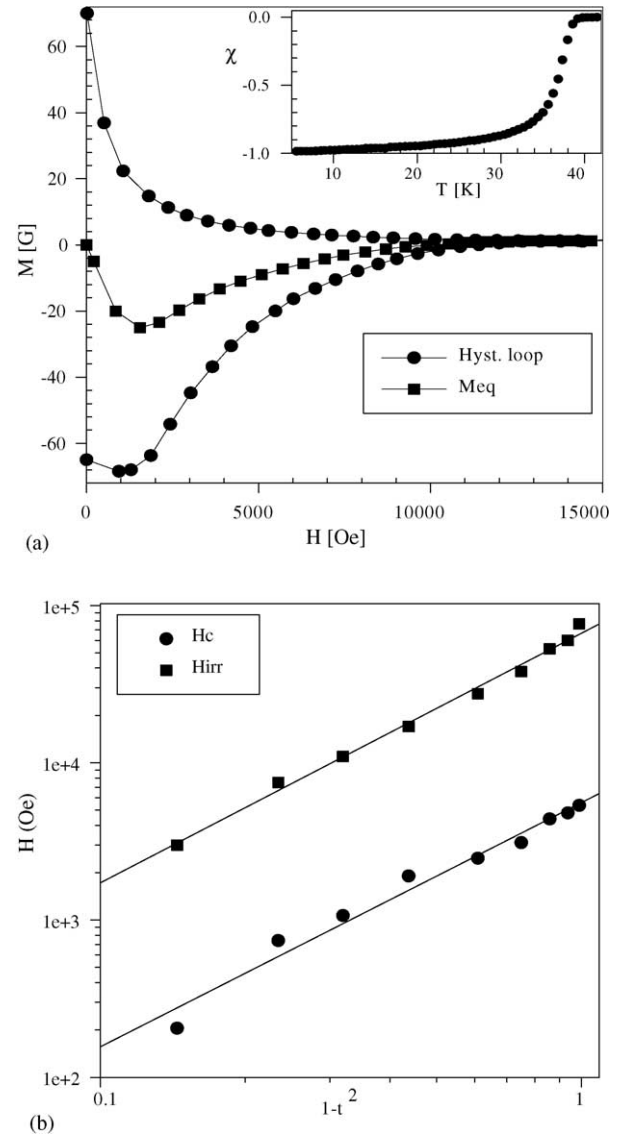 60
40
20
0
-20
-40
-60
M [G]
χ
0.0
-0.5
-1.0
10
20
30
40
T [K]
Hyst. loop
Meq
0
5000
10000
15000
H [Oe]
(a)
1e+5
1e+4
1e+3
1e+2
H (Oe)
Hc
Hirr
0.1
1
1-t²
(b)